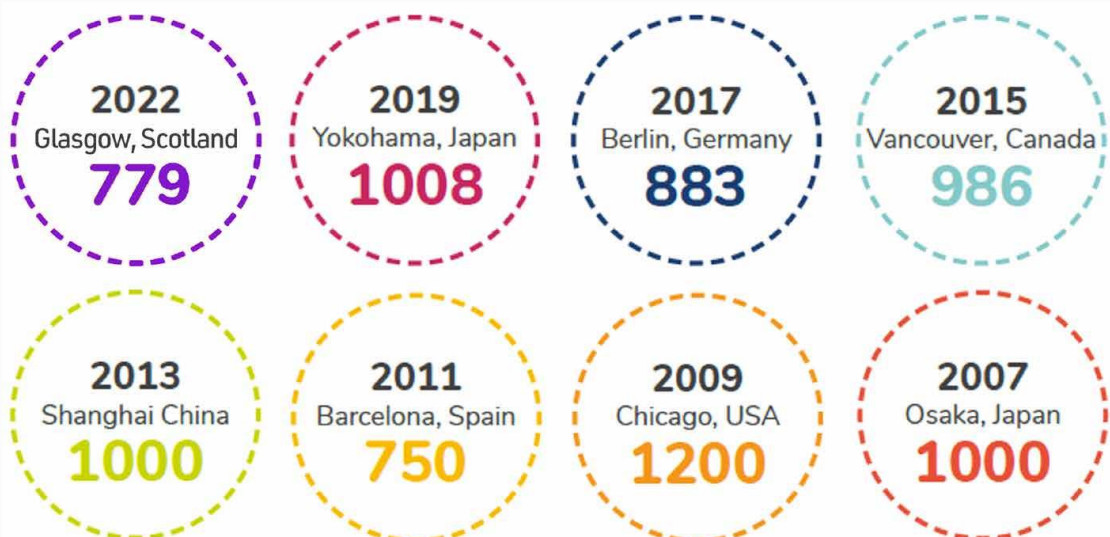 2022
Glasgow, Scotland
779
2019
Yokohama, Japan
1008
2017
Berlin, Germany
883
2015
Vancouver, Canada
986
2013
Shanghai China
1000
2011
Barcelona, Spain
750
2009
Chicago, USA
1200
2007
Osaka, Japan
1000